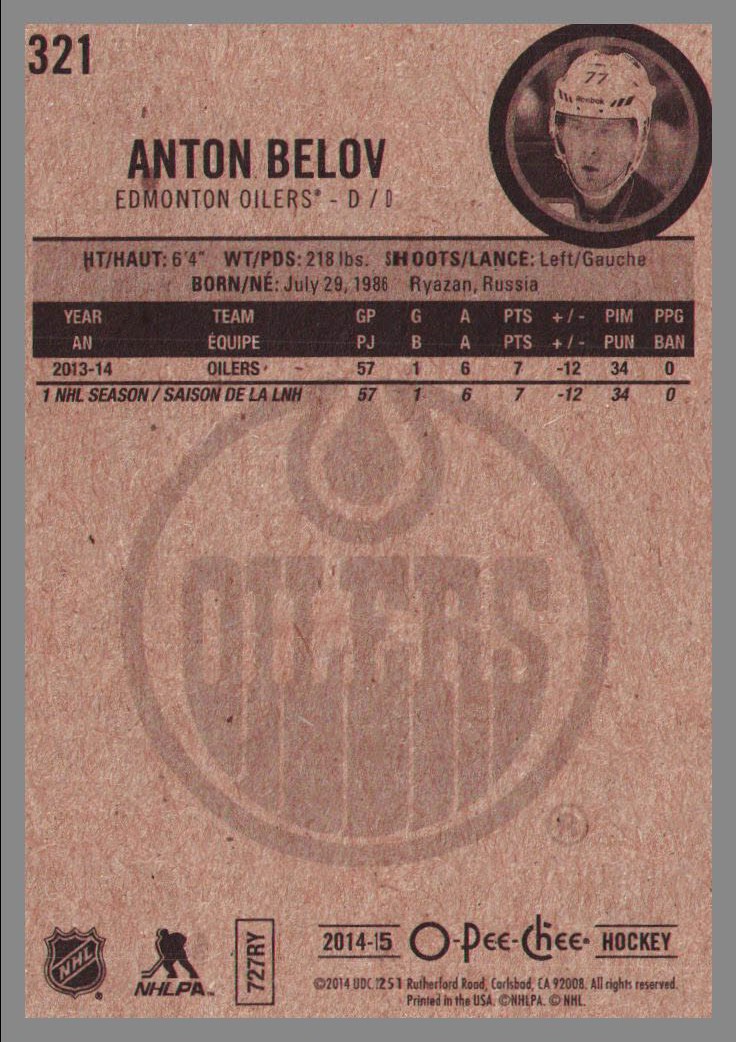 321
77
Reebok
ANTON BELOV
EDMONTON OILERS® - D / D
HT/HAUT: 6'4" WT/PDS: 218 lbs. SHOOTS/LANCE: Left/Gauche
BORN/NÉ: July 29, 1986 Ryazan, Russia
YEAR TEAM GP G A PTS + / - PIM PPG
AN ÉQUIPE PJ B A PTS + / - PUN BAN
2013-14 OILERS 57 1 6 7 -12 34 0
1 NHL SEASON / SAISON DE LA LNH 57 1 6 7 -12 34 0
OILERS
NHL
NHLPA™
727RY
2014-15 O-Pee-Chee® HOCKEY
©2014 UDC. 5251 Rutherford Road, Carlsbad, CA 92008. All rights reserved.
Printed in the USA. ©NHLPA. © NHL.